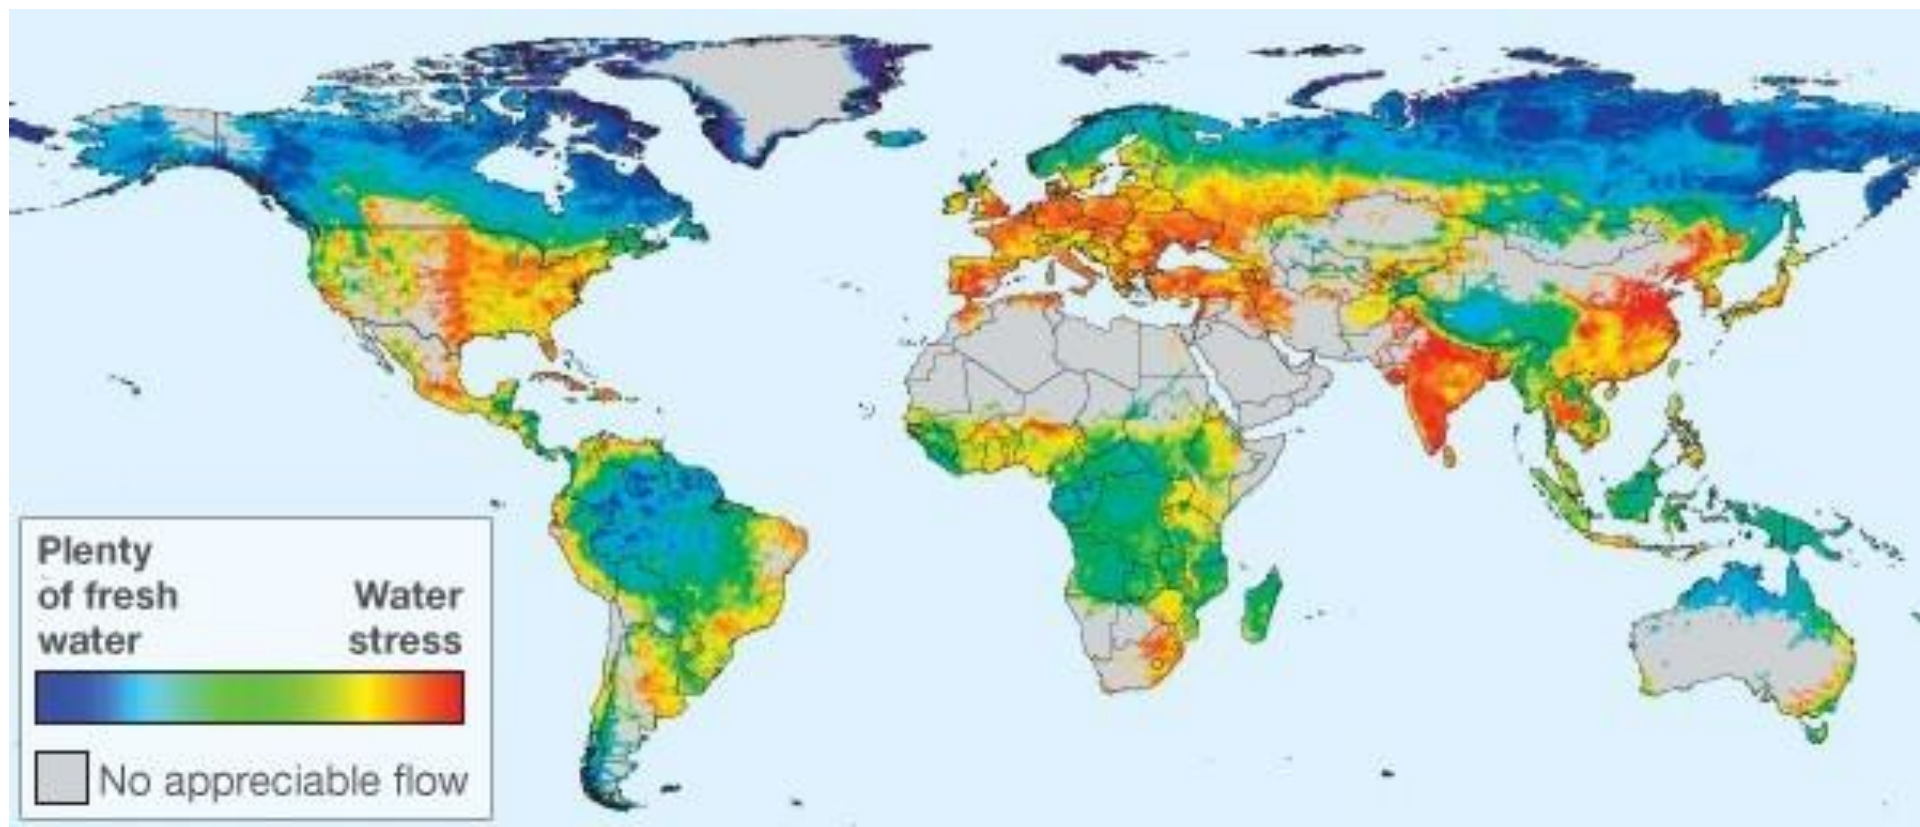 Plenty
of fresh
water
Water
stress
No appreciable flow